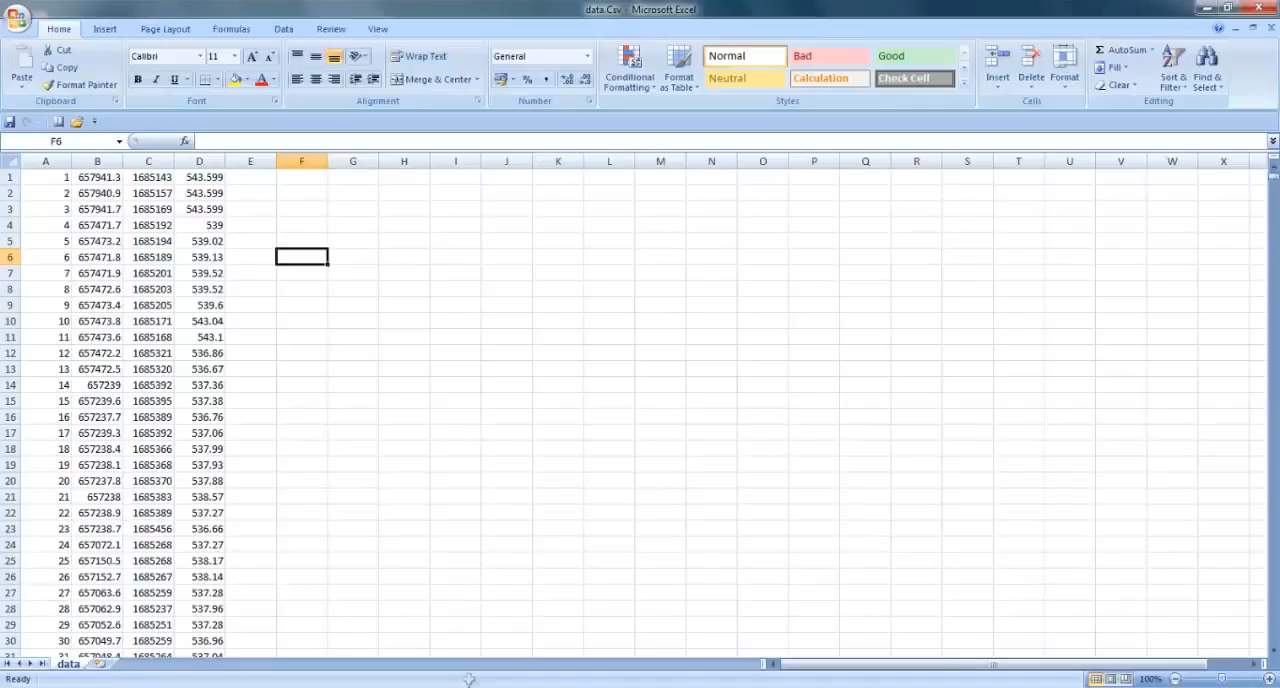 data.Csv - Microsoft Excel
Home Insert Page Layout Formulas Data Review View
Paste
Cut
Copy
Format Painter
Clipboard
Calibri 11
B I U
Font
Wrap Text
Merge & Center
Alignment
General
% ,
Number
Conditional Formatting
Format as Table
Normal Bad Good
Neutral Calculation Check Cell
Styles
Insert Delete Format
Cells
Σ AutoSum
Fill
Clear
Sort & Filter
Find & Select
Editing
F6 fx
A B C D E F G H I J K L M N O P Q R S T U V W X
1 1 657941.3 1685143 543.599
2 2 657940.9 1685157 543.599
3 3 657941.7 1685169 543.599
4 4 657471.7 1685192 539
5 5 657473.2 1685194 539.02
6 6 657471.8 1685189 539.13
7 7 657471.9 1685201 539.52
8 8 657472.6 1685203 539.52
9 9 657473.4 1685205 539.6
10 10 657473.8 1685171 543.04
11 11 657473.6 1685168 543.1
12 12 657472.2 1685321 536.86
13 13 657472.5 1685320 536.67
14 14 657239 1685392 537.36
15 15 657239.6 1685395 537.38
16 16 657237.7 1685389 536.76
17 17 657239.3 1685392 537.06
18 18 657238.4 1685366 537.99
19 19 657238.1 1685368 537.93
20 20 657237.8 1685370 537.88
21 21 657238 1685383 538.57
22 22 657238.9 1685389 537.27
23 23 657238.7 1685456 536.66
24 24 657072.1 1685268 537.27
25 25 657150.5 1685268 538.17
26 26 657152.7 1685267 538.14
27 27 657063.6 1685259 537.28
28 28 657062.9 1685237 537.96
29 29 657052.6 1685251 537.28
30 30 657049.7 1685259 536.96
31 31 657048.4 1685264 537.04
data
Ready 100%